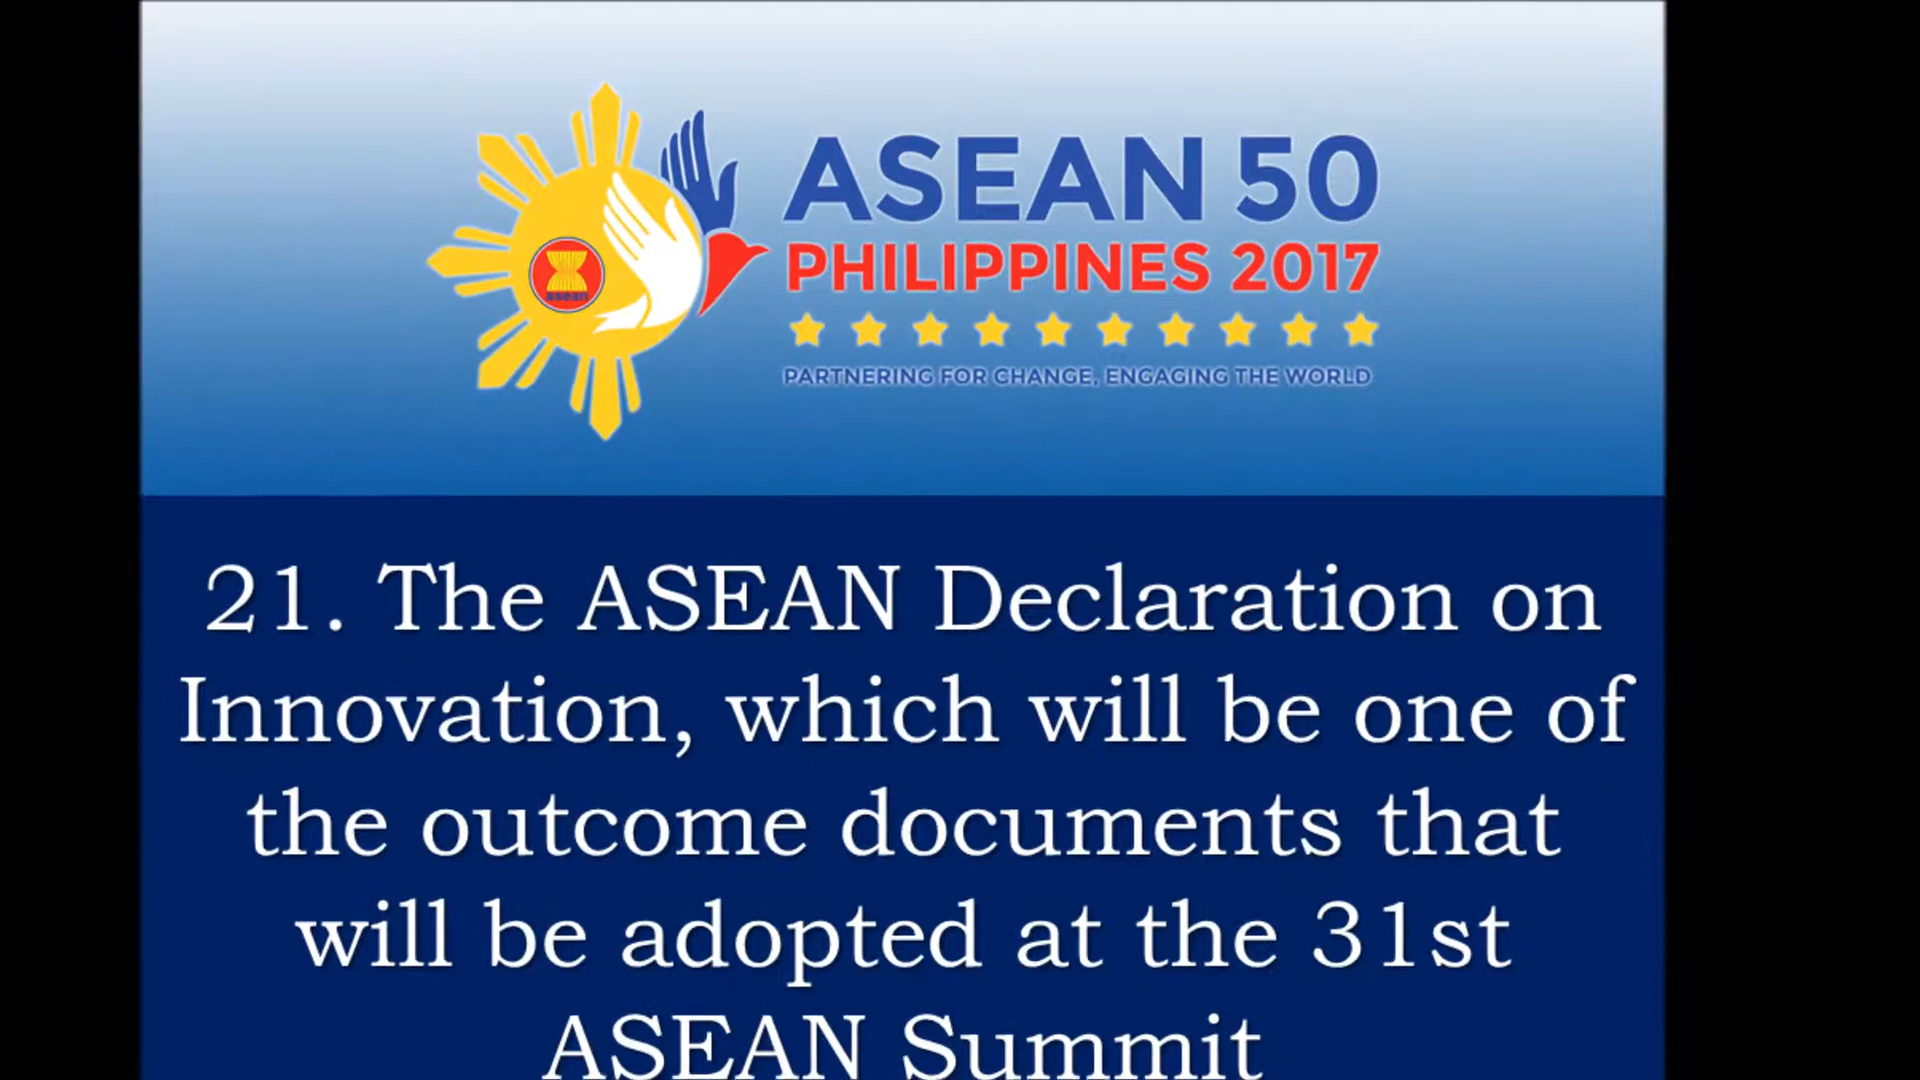 ASEAN 50
PHILIPPINES 2017
PARTNERING FOR CHANGE, ENGAGING THE WORLD
asean
21. The ASEAN Declaration on
Innovation, which will be one of
the outcome documents that
will be adopted at the 31st
ASEAN Summit